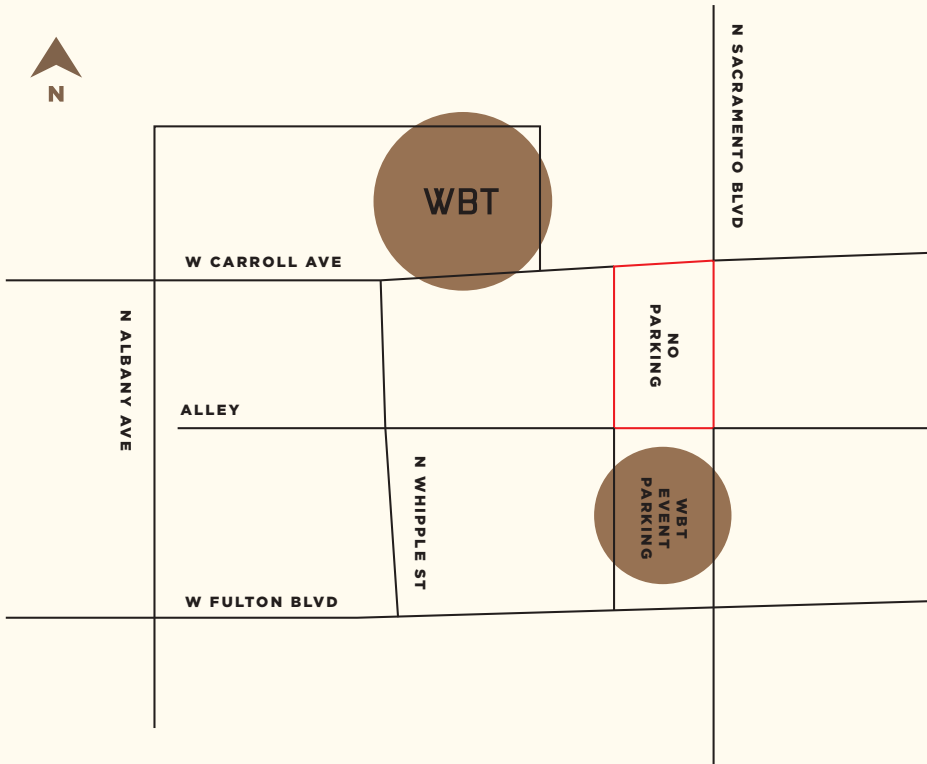 N SACRAMENTO BLVD
N
WBT
W CARROLL AVE
NO
PARKING
N ALBANY AVE
ALLEY
N WHIPPLE ST
WBT
EVENT
PARKING
W FULTON BLVD